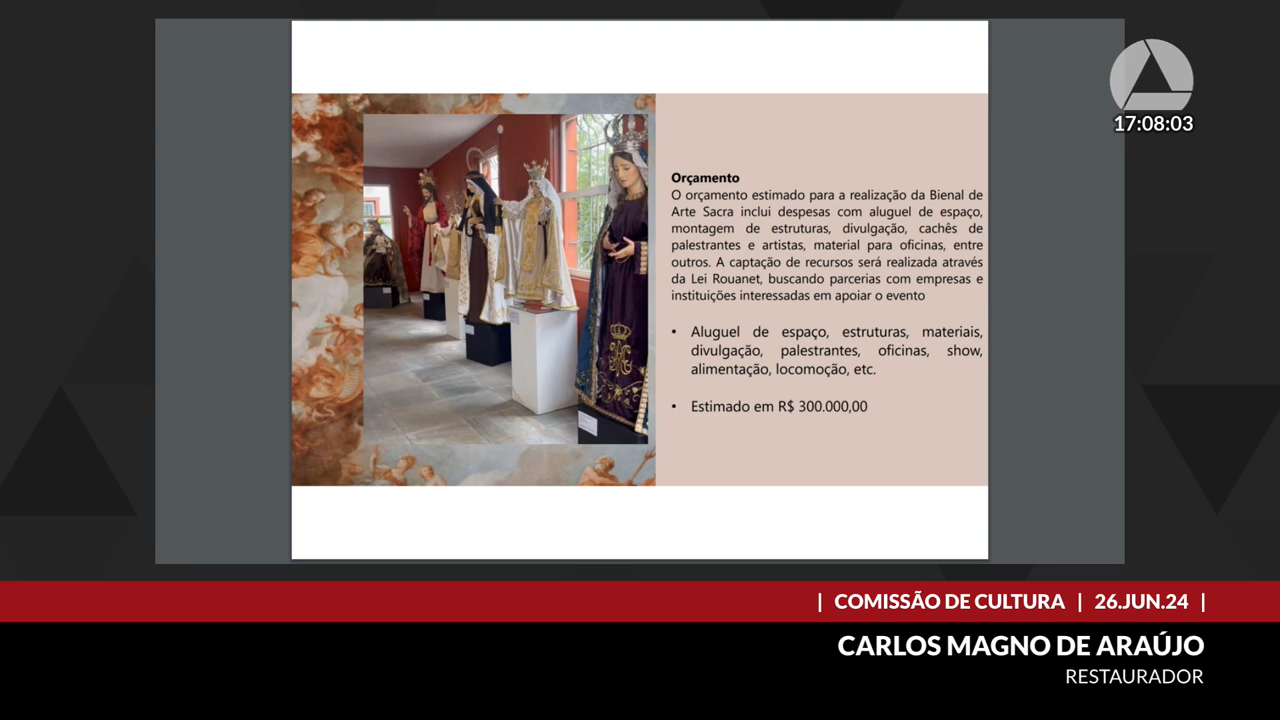 17:08:03
Orçamento
O orçamento estimado para a realização da Bienal de
Arte Sacra inclui despesas com aluguel de espaço,
montagem de estruturas, divulgação, cachês de
palestrantes e artistas, material para oficinas, entre
outros. A captação de recursos será realizada através
da Lei Rouanet, buscando parcerias com empresas e
instituições interessadas em apoiar o evento
• Aluguel de espaço, estruturas, materiais,
divulgação, palestrantes, oficinas, show,
alimentação, locomoção, etc.
• Estimado em R$ 300.000,00
| COMISSÃO DE CULTURA | 26.JUN.24 |
CARLOS MAGNO DE ARAÚJO
RESTAURADOR